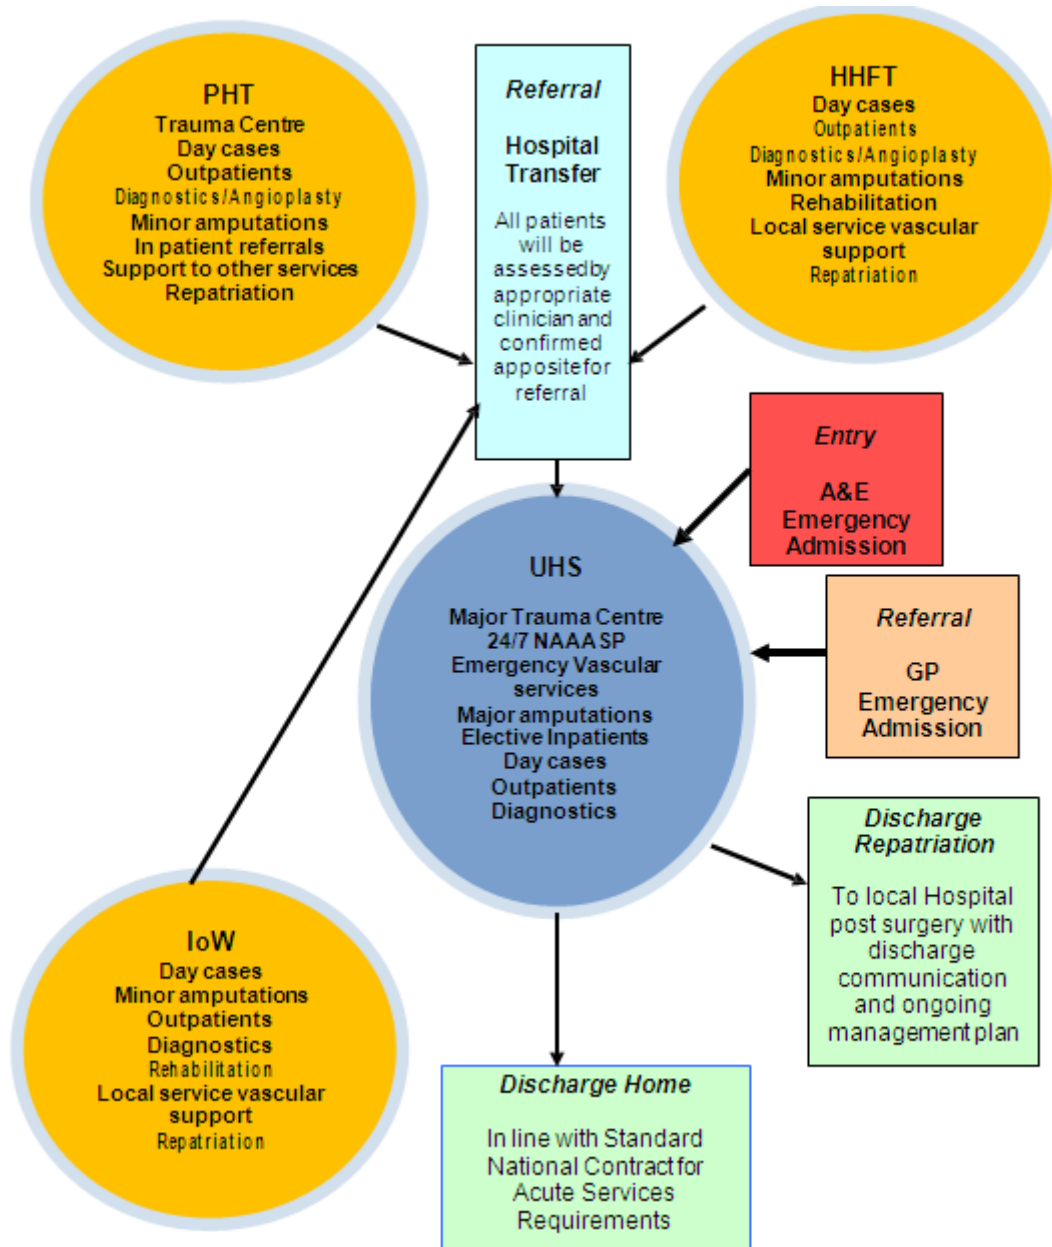 PHT
Trauma Centre
Day cases
Outpatients
Diagnostics/Angioplasty
Minor amputations
In patient referrals
Support to other services
Repatriation
Referral
Hospital
Transfer
All patients
will be
assessedby
appropriate
clinician and
confirmed
apposite for
referral
HHFT
Day cases
Outpatients
Diagnostics/Angioplasty
Minor amputations
Rehabilitation
Local service vascular
support
Repatriation
Entry
A&E
Emergency
Admission
UHS
Major Trauma Centre
24/7 NAAASP
Emergency Vascular
services
Major amputations
Elective Inpatients
Day cases
Outpatients
Diagnostics
Referral
GP
Emergency
Admission
Discharge
Repatriation
To local Hospital
post surgery with
discharge
communication
and ongoing
management plan
IoW
Day cases
Minor amputations
Outpatients
Diagnostics
Rehabilitation
Local service vascular
support
Repatriation
Discharge Home
In line with Standard
National Contract for
Acute Services
Requirements